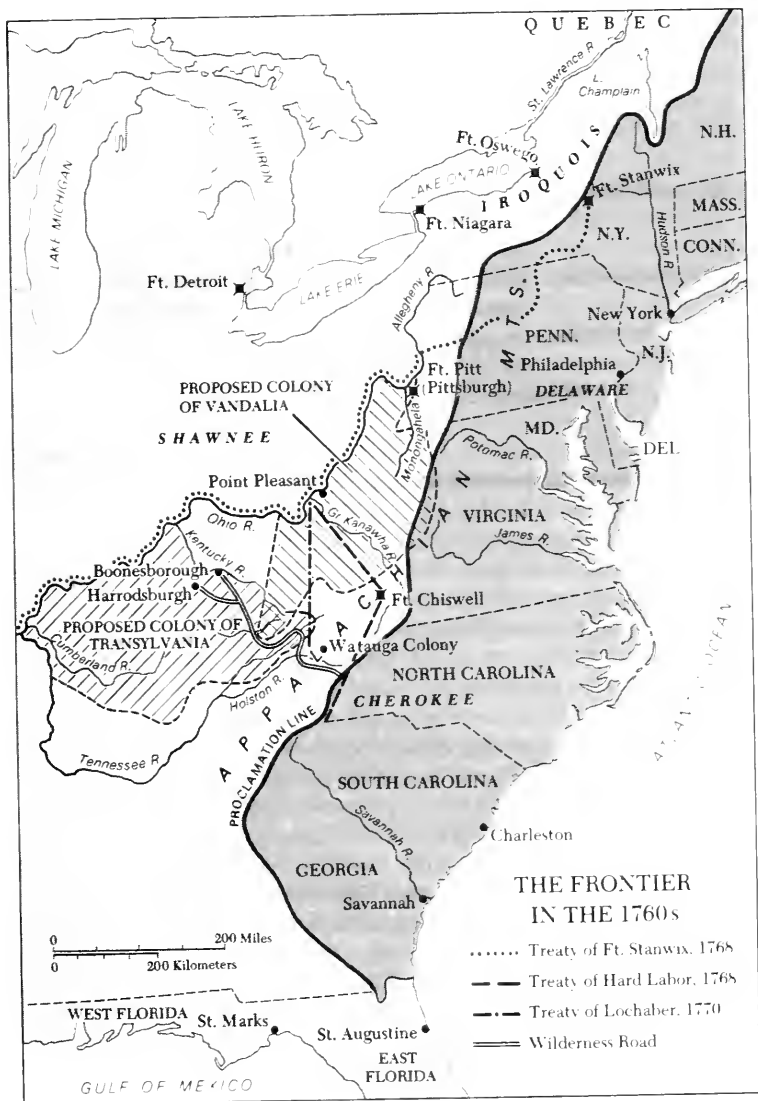 QUEBEC
St. Lawrence R.
L. Champlain
N.H.
LAKE HURON
LAKE MICHIGAN
Ft. Oswego
LAKE ONTARIO
IROQUOIS
Ft. Stanwix
MASS.
Ft. Niagara
N.Y.
Hudson R.
CONN.
Ft. Detroit
LAKE ERIE
Allegheny R.
New York
PENN.
N.J.
Ft. Pitt
(Pittsburgh)
Philadelphia
DELAWARE
PROPOSED COLONY
OF VANDALIA
SHAWNEE
Monongahela
MD.
DEL.
Potomac R.
Point Pleasant
Gr. Kanawha R.
VIRGINIA
James R.
Ohio R.
Kentucky R.
Boonesborough
Harrodsburgh
Ft. Chiswell
PROPOSED COLONY OF
TRANSYLVANIA
Cumberland R.
Watauga Colony
Holston R.
NORTH CAROLINA
CHEROKEE
Tennessee R.
APPALACHIAN MTS.
PROCLAMATION LINE
OCEAN
SOUTH CAROLINA
Savannah R.
Charleston
GEORGIA
Savannah
THE FRONTIER
IN THE 1760s
0 200 Miles
0 200 Kilometers
Treaty of Ft. Stanwix, 1768
Treaty of Hard Labor, 1768
Treaty of Lochaber, 1770
Wilderness Road
WEST FLORIDA
St. Marks
St. Augustine
EAST
FLORIDA
GULF OF MEXICO